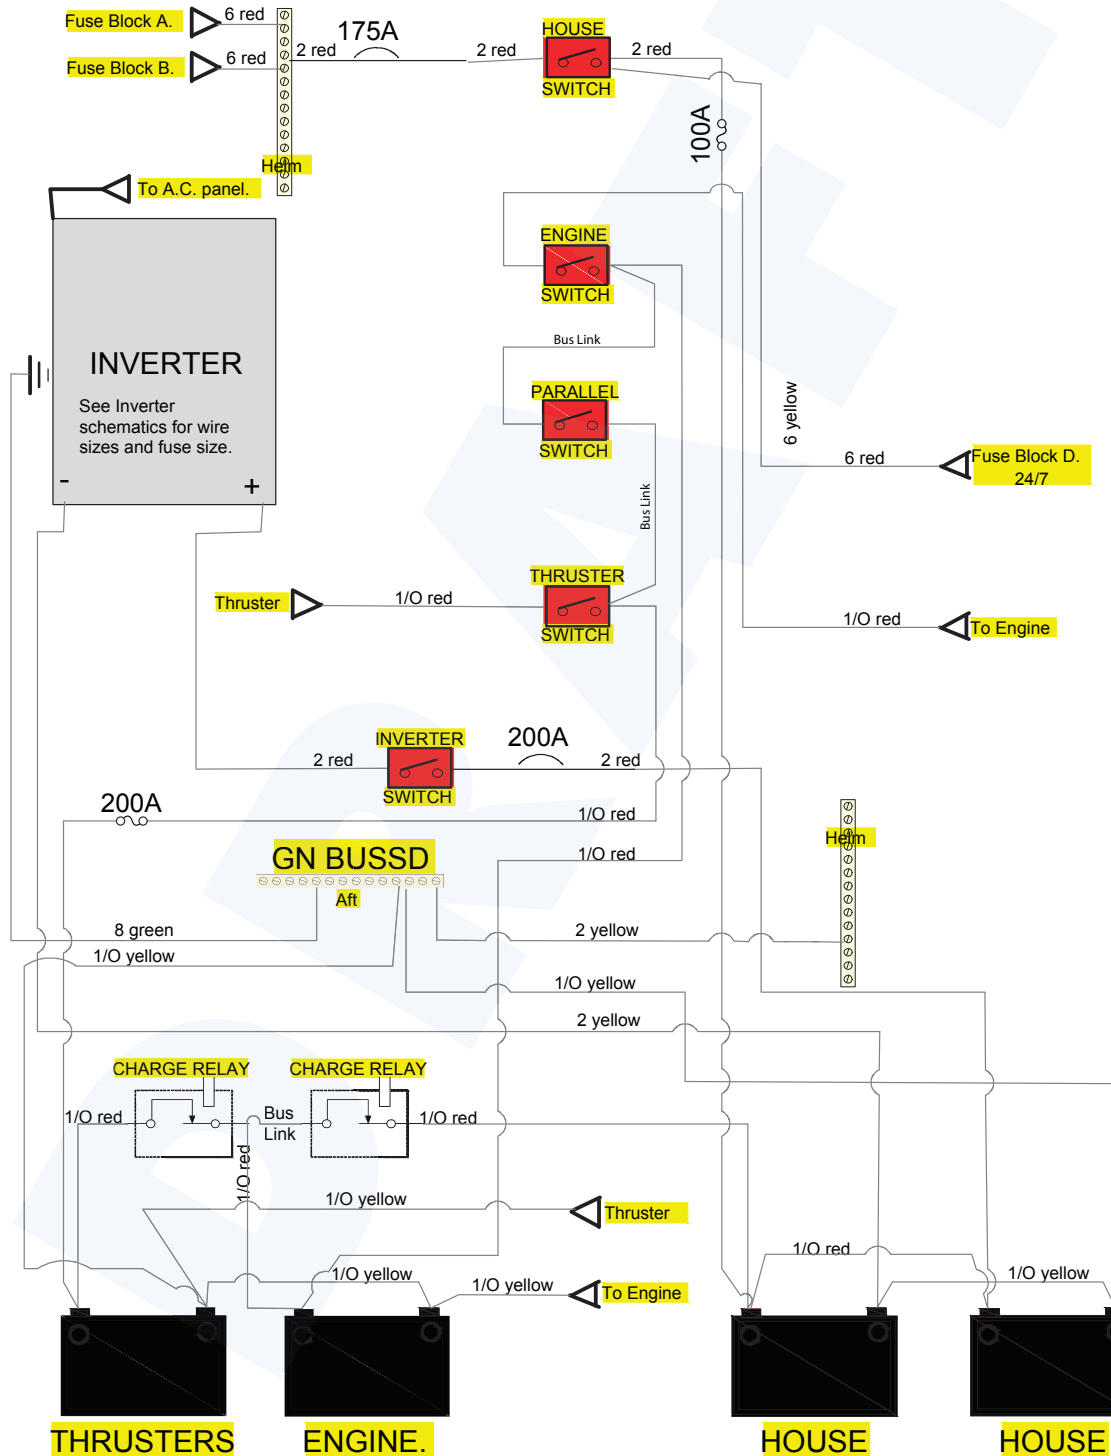 Fuse Block A.
6 red
175A
HOUSE
2 red
2 red
2 red
Fuse Block B.
6 red
SWITCH
100A
Helm
To A.C. panel.
ENGINE
SWITCH
Bus Link
INVERTER
See Inverter
schematics for wire
sizes and fuse size.
-
+
PARALLEL
SWITCH
6 yellow
6 red
Fuse Block D.
24/7
Bus Link
THRUSTER
Thruster
1/O red
SWITCH
1/O red
To Engine
INVERTER
200A
2 red
2 red
SWITCH
200A
1/O red
GN BUSSD
1/O red
Helm
Aft
8 green
2 yellow
1/O yellow
1/O yellow
2 yellow
CHARGE RELAY
CHARGE RELAY
1/O red
Bus
Link
1/O red
1/O red
1/O yellow
Thruster
1/O red
1/O yellow
1/O yellow
1/O yellow
To Engine
THRUSTERS
ENGINE.
HOUSE
HOUSE
DRAFT